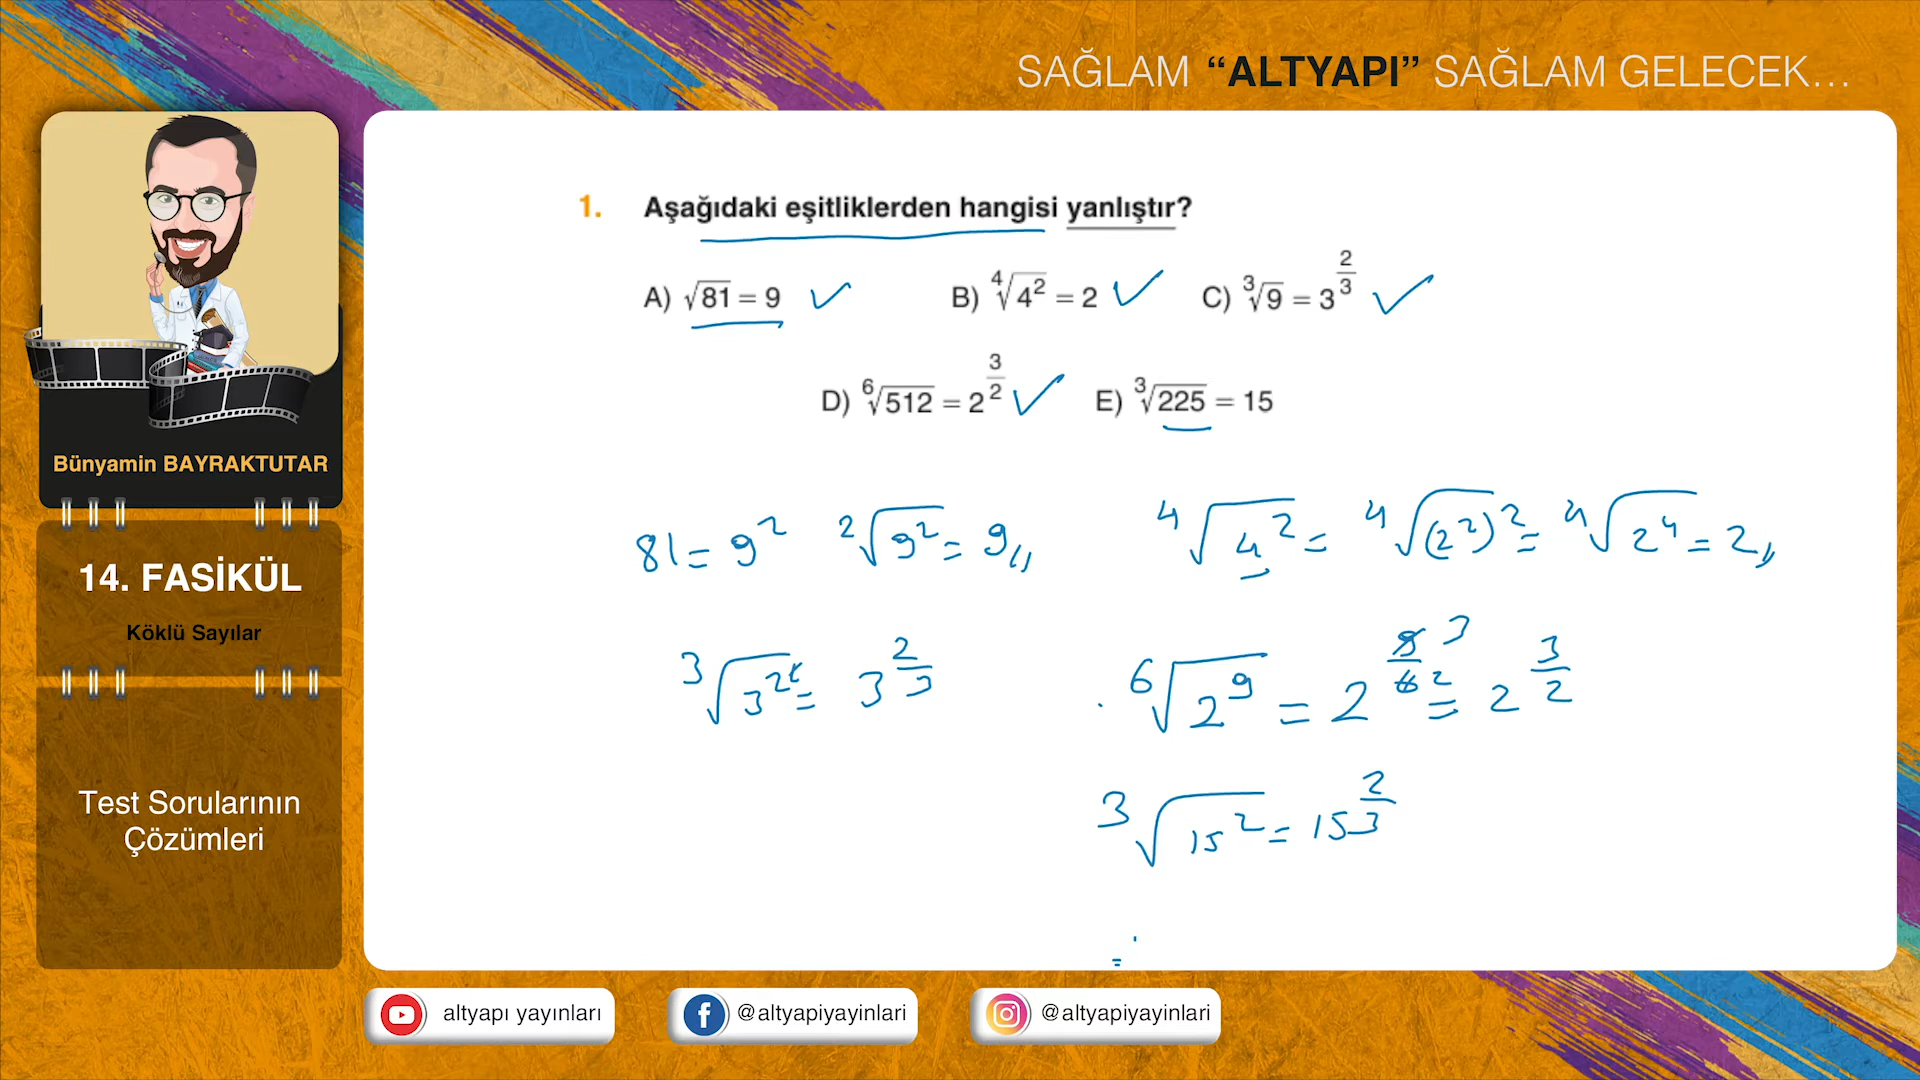 SAĞLAM “ALTYAPI” SAĞLAM GELECEK...
1. Aşağıdaki eşitliklerden hangisi yanlıştır?
A) √81 = 9 ✓ B) ⁴√4² = 2 ✓ C) ³√9 = 3^(2/3) ✓
D) ⁶√512 = 2^(3/2) ✓ E) ³√225 = 15
81 = 9² ²√9² = 9,, ⁴√4² = ⁴√(2²)² = ⁴√2⁴ = 2,,
³√3² = 3^(2/3) ⁶√2⁹ = 2^(9/6) 3 2 = 2^(3/2)
³√15² = 15^(2/3)
Bünyamin BAYRAKTUTAR
14. FASİKÜL
Köklü Sayılar
Test Sorularının
Çözümleri
altyapı yayınları @altyapiyayinlari @altyapiyayinlari